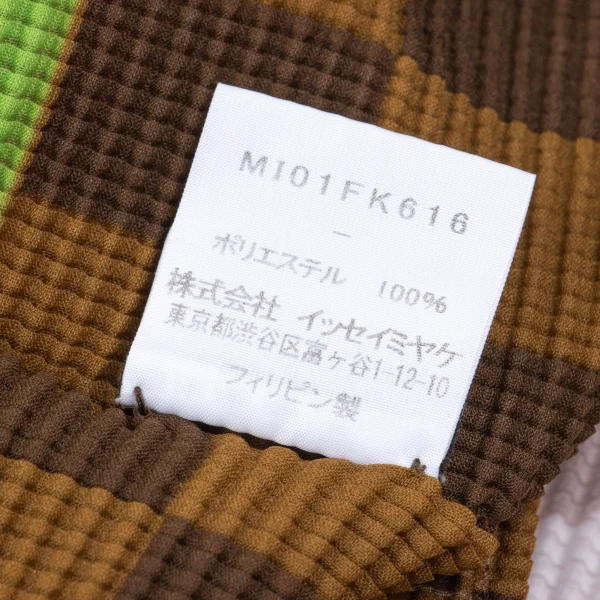 MI01FK616
–
ポリエステル 100%
株式会社 イッセイミヤケ
東京都渋谷区富ヶ谷1-12-10
フィリピン製